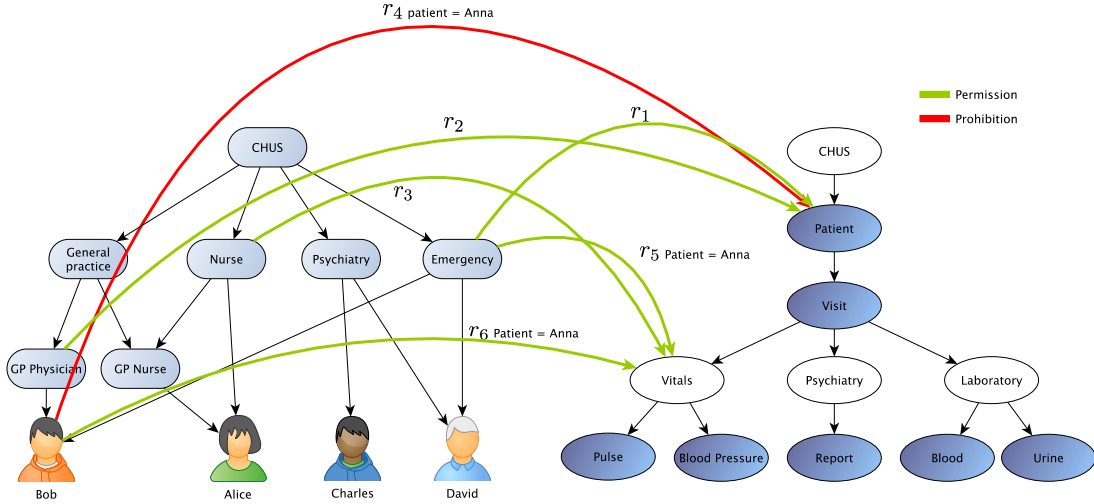 r4 patient = Anna
Permission
Prohibition
r1
r2
CHUS
CHUS
r3
Patient
General
practice
Nurse
Psychiatry
Emergency
r5 Patient = Anna
Visit
r6 Patient = Anna
GP Physician
GP Nurse
Vitals
Psychiatry
Laboratory
Pulse
Blood Pressure
Report
Blood
Urine
Bob
Alice
Charles
David